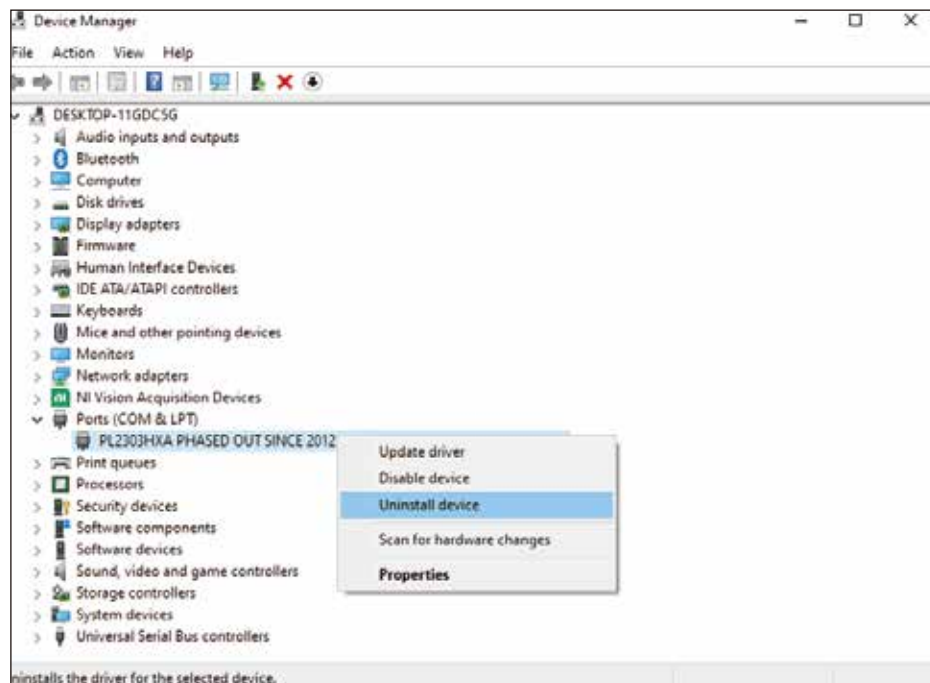 Device Manager
File Action View Help
DESKTOP-11GDC5G
Audio inputs and outputs
Bluetooth
Computer
Disk drives
Display adapters
Firmware
Human Interface Devices
IDE ATA/ATAPI controllers
Keyboards
Mice and other pointing devices
Monitors
Network adapters
NI Vision Acquisition Devices
Ports (COM & LPT)
PL2303HXA PHASED OUT SINCE 2012
Print queues
Processors
Security devices
Software components
Software devices
Sound, video and game controllers
Storage controllers
System devices
Universal Serial Bus controllers
Update driver
Disable device
Uninstall device
Scan for hardware changes
Properties
ninstalls the driver for the selected device.